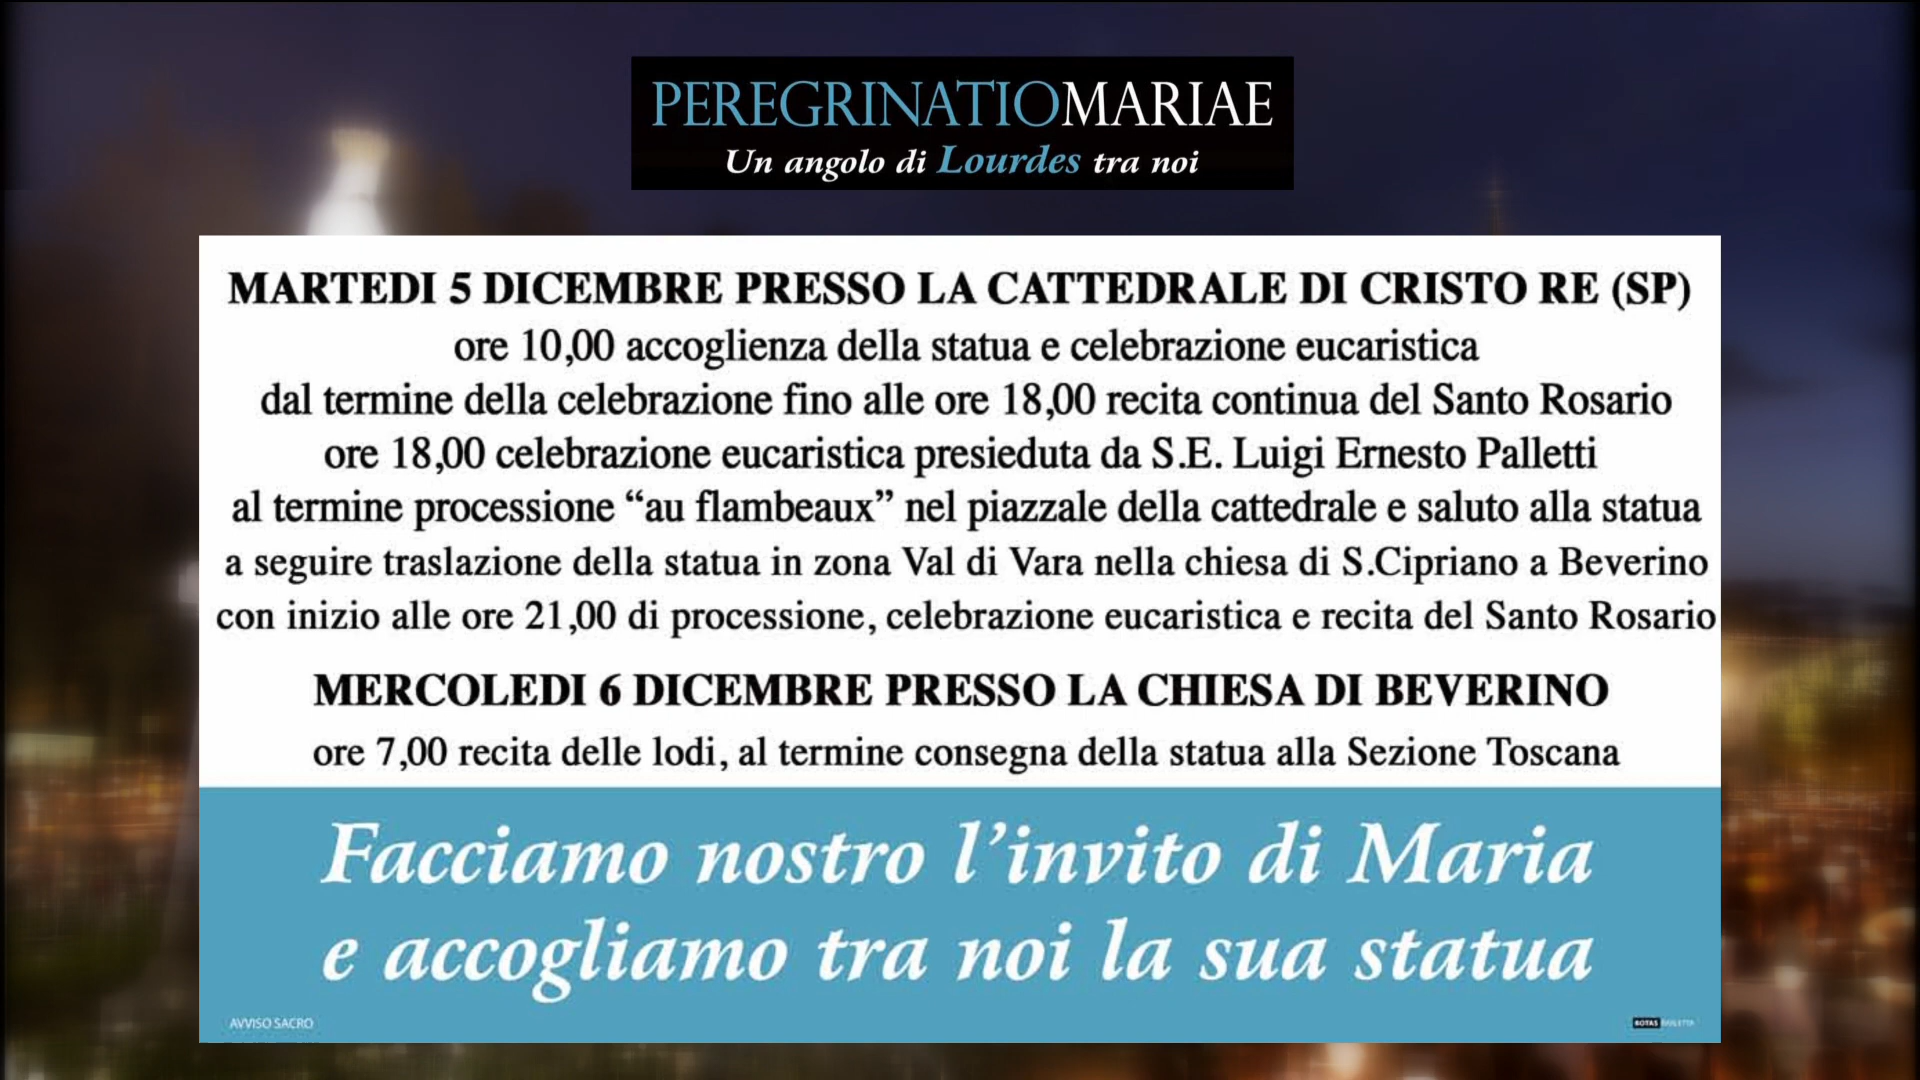 PEREGRINATIOMARIAE
Un angolo di Lourdes tra noi
MARTEDI 5 DICEMBRE PRESSO LA CATTEDRALE DI CRISTO RE (SP)
ore 10,00 accoglienza della statua e celebrazione eucaristica
dal termine della celebrazione fino alle ore 18,00 recita continua del Santo Rosario
ore 18,00 celebrazione eucaristica presieduta da S.E. Luigi Ernesto Palletti
al termine processione “au flambeaux” nel piazzale della cattedrale e saluto alla statua
a seguire traslazione della statua in zona Val di Vara nella chiesa di S.Cipriano a Beverino
con inizio alle ore 21,00 di processione, celebrazione eucaristica e recita del Santo Rosario
MERCOLEDI 6 DICEMBRE PRESSO LA CHIESA DI BEVERINO
ore 7,00 recita delle lodi, al termine consegna della statua alla Sezione Toscana
Facciamo nostro l’invito di Maria
e accogliamo tra noi la sua statua
AVVISO SACRO
ROTAS